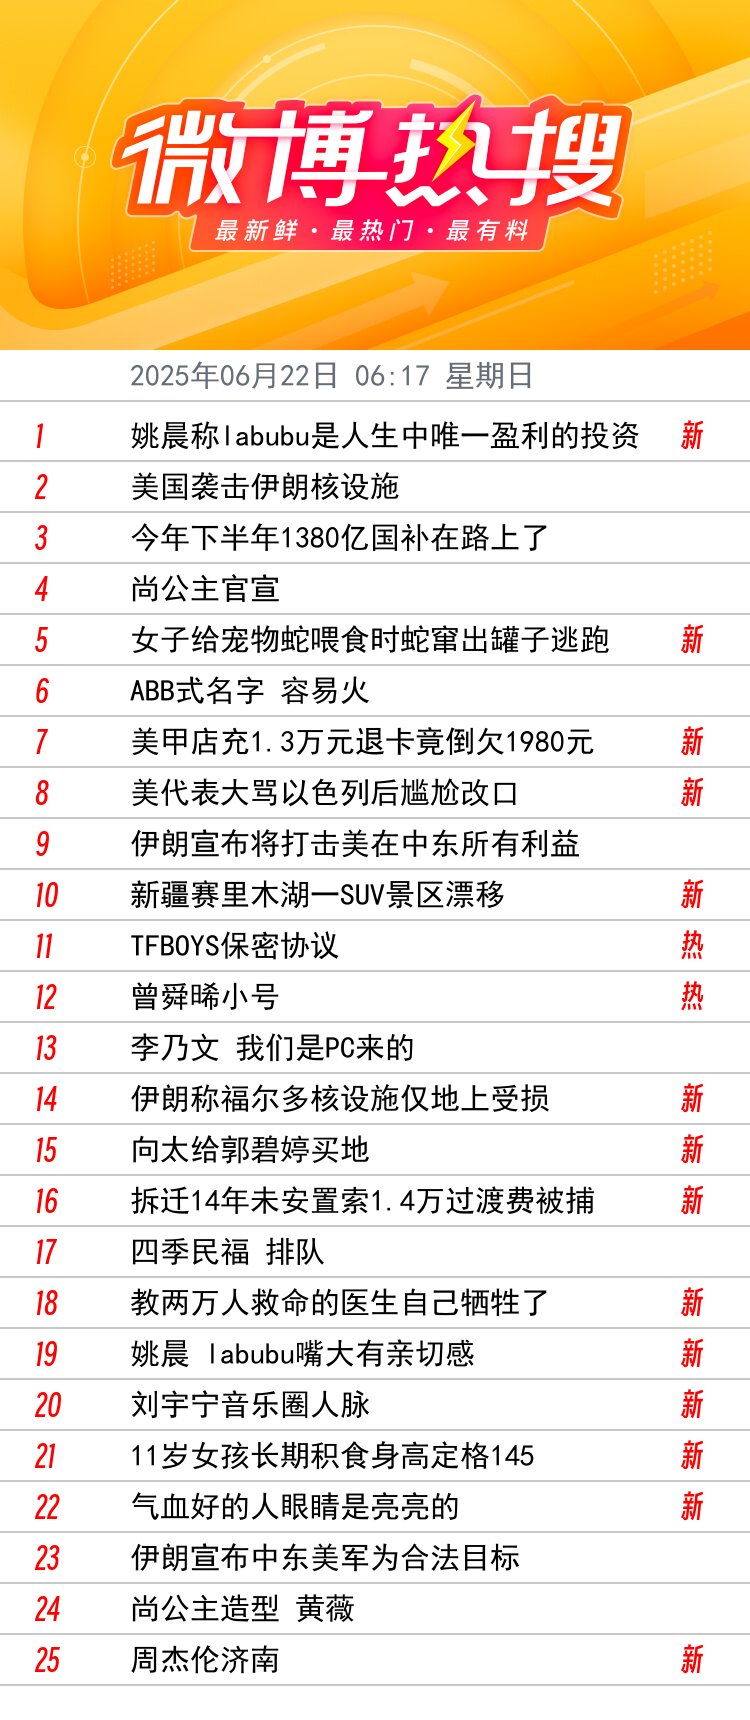 微博热搜
最新鲜·最热门·最有料
2025年06月22日 06:17 星期日
1 姚晨称labubu是人生中唯一盈利的投资 新
2 美国袭击伊朗核设施
3 今年下半年1380亿国补在路上了
4 尚公主官宣
5 女子给宠物蛇喂食时蛇窜出罐子逃跑 新
6 ABB式名字 容易火
7 美甲店充1.3万元退卡竟倒欠1980元 新
8 美代表大骂以色列后尴尬改口 新
9 伊朗宣布将打击美在中东所有利益
10 新疆赛里木湖一SUV景区漂移 新
11 TFBOYS保密协议 热
12 曾舜晞小号 热
13 李乃文 我们是PC来的
14 伊朗称福尔多核设施仅地上受损 新
15 向太给郭碧婷买地 新
16 拆迁14年未安置索1.4万过渡费被捕 新
17 四季民福 排队
18 教两万人救命的医生自己牺牲了 新
19 姚晨 labubu嘴大有亲切感 新
20 刘宇宁音乐圈人脉 新
21 11岁女孩长期积食身高定格145 新
22 气血好的人眼睛是亮亮的 新
23 伊朗宣布中东美军为合法目标
24 尚公主造型 黄薇
25 周杰伦济南 新